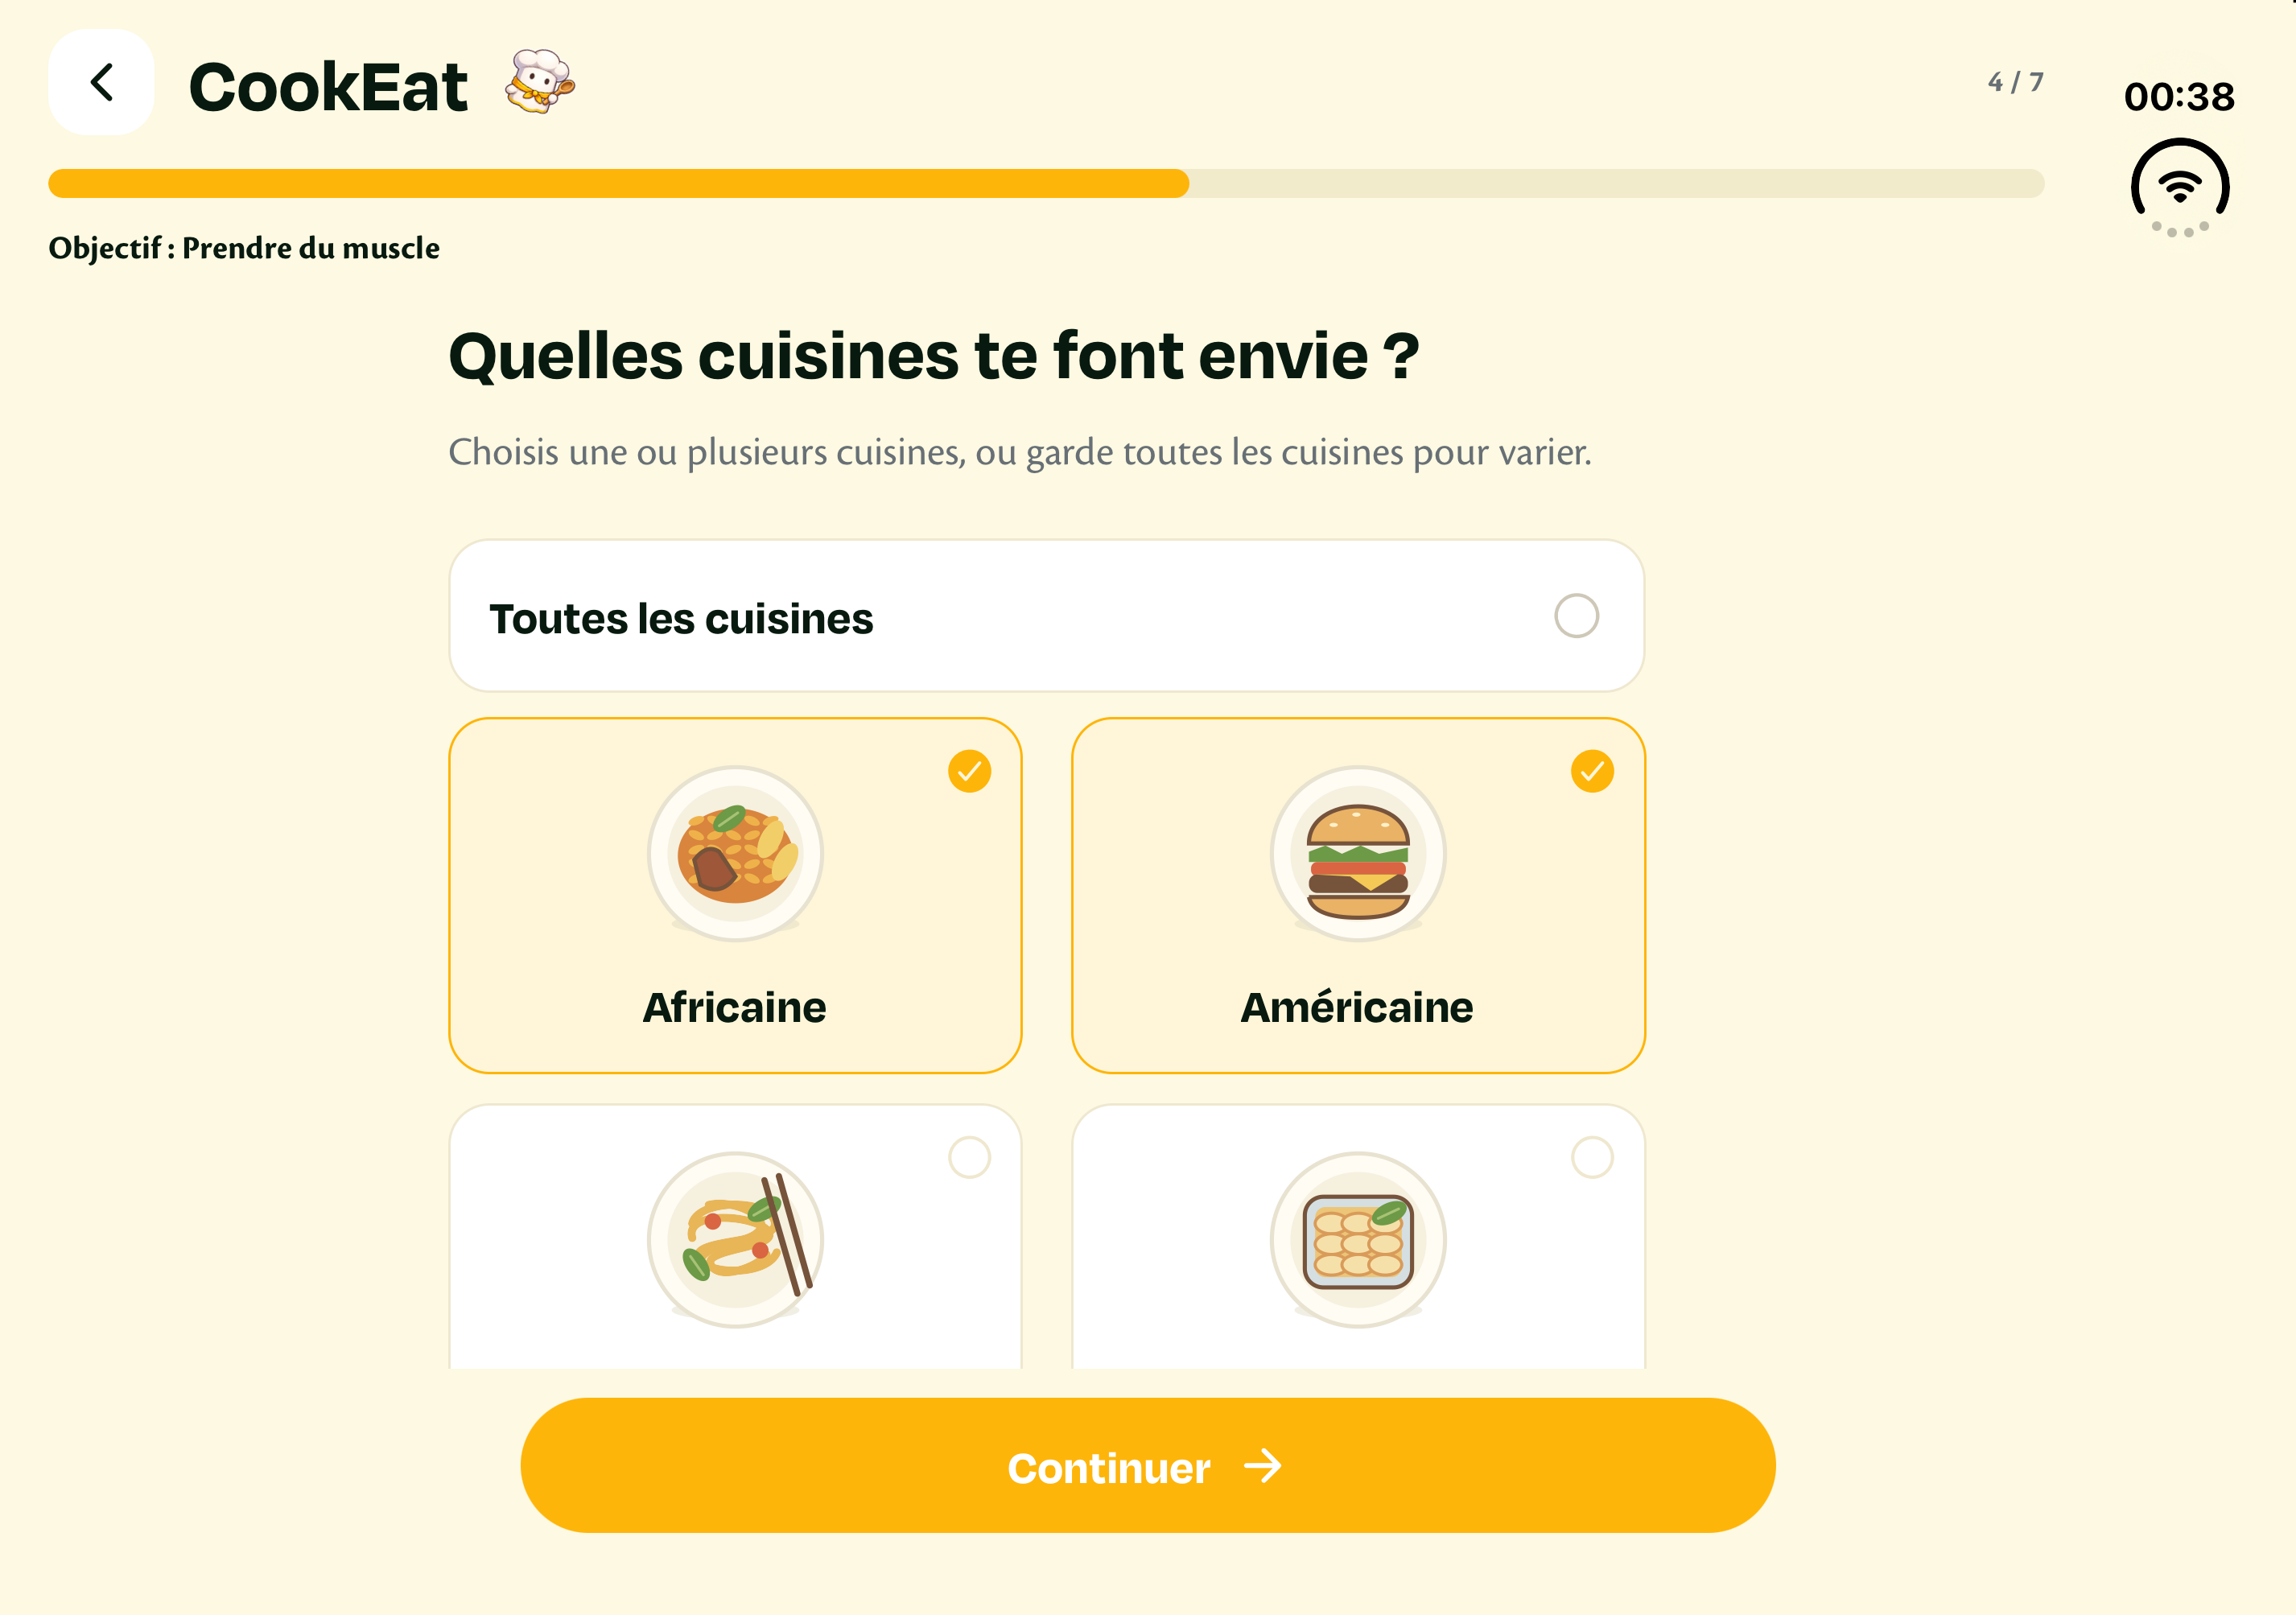 CookEat
4 / 7
00:38
Objectif : Prendre du muscle
Quelles cuisines te font envie ?
Choisis une ou plusieurs cuisines, ou garde toutes les cuisines pour varier.
Toutes les cuisines
Africaine
Américaine
Continuer